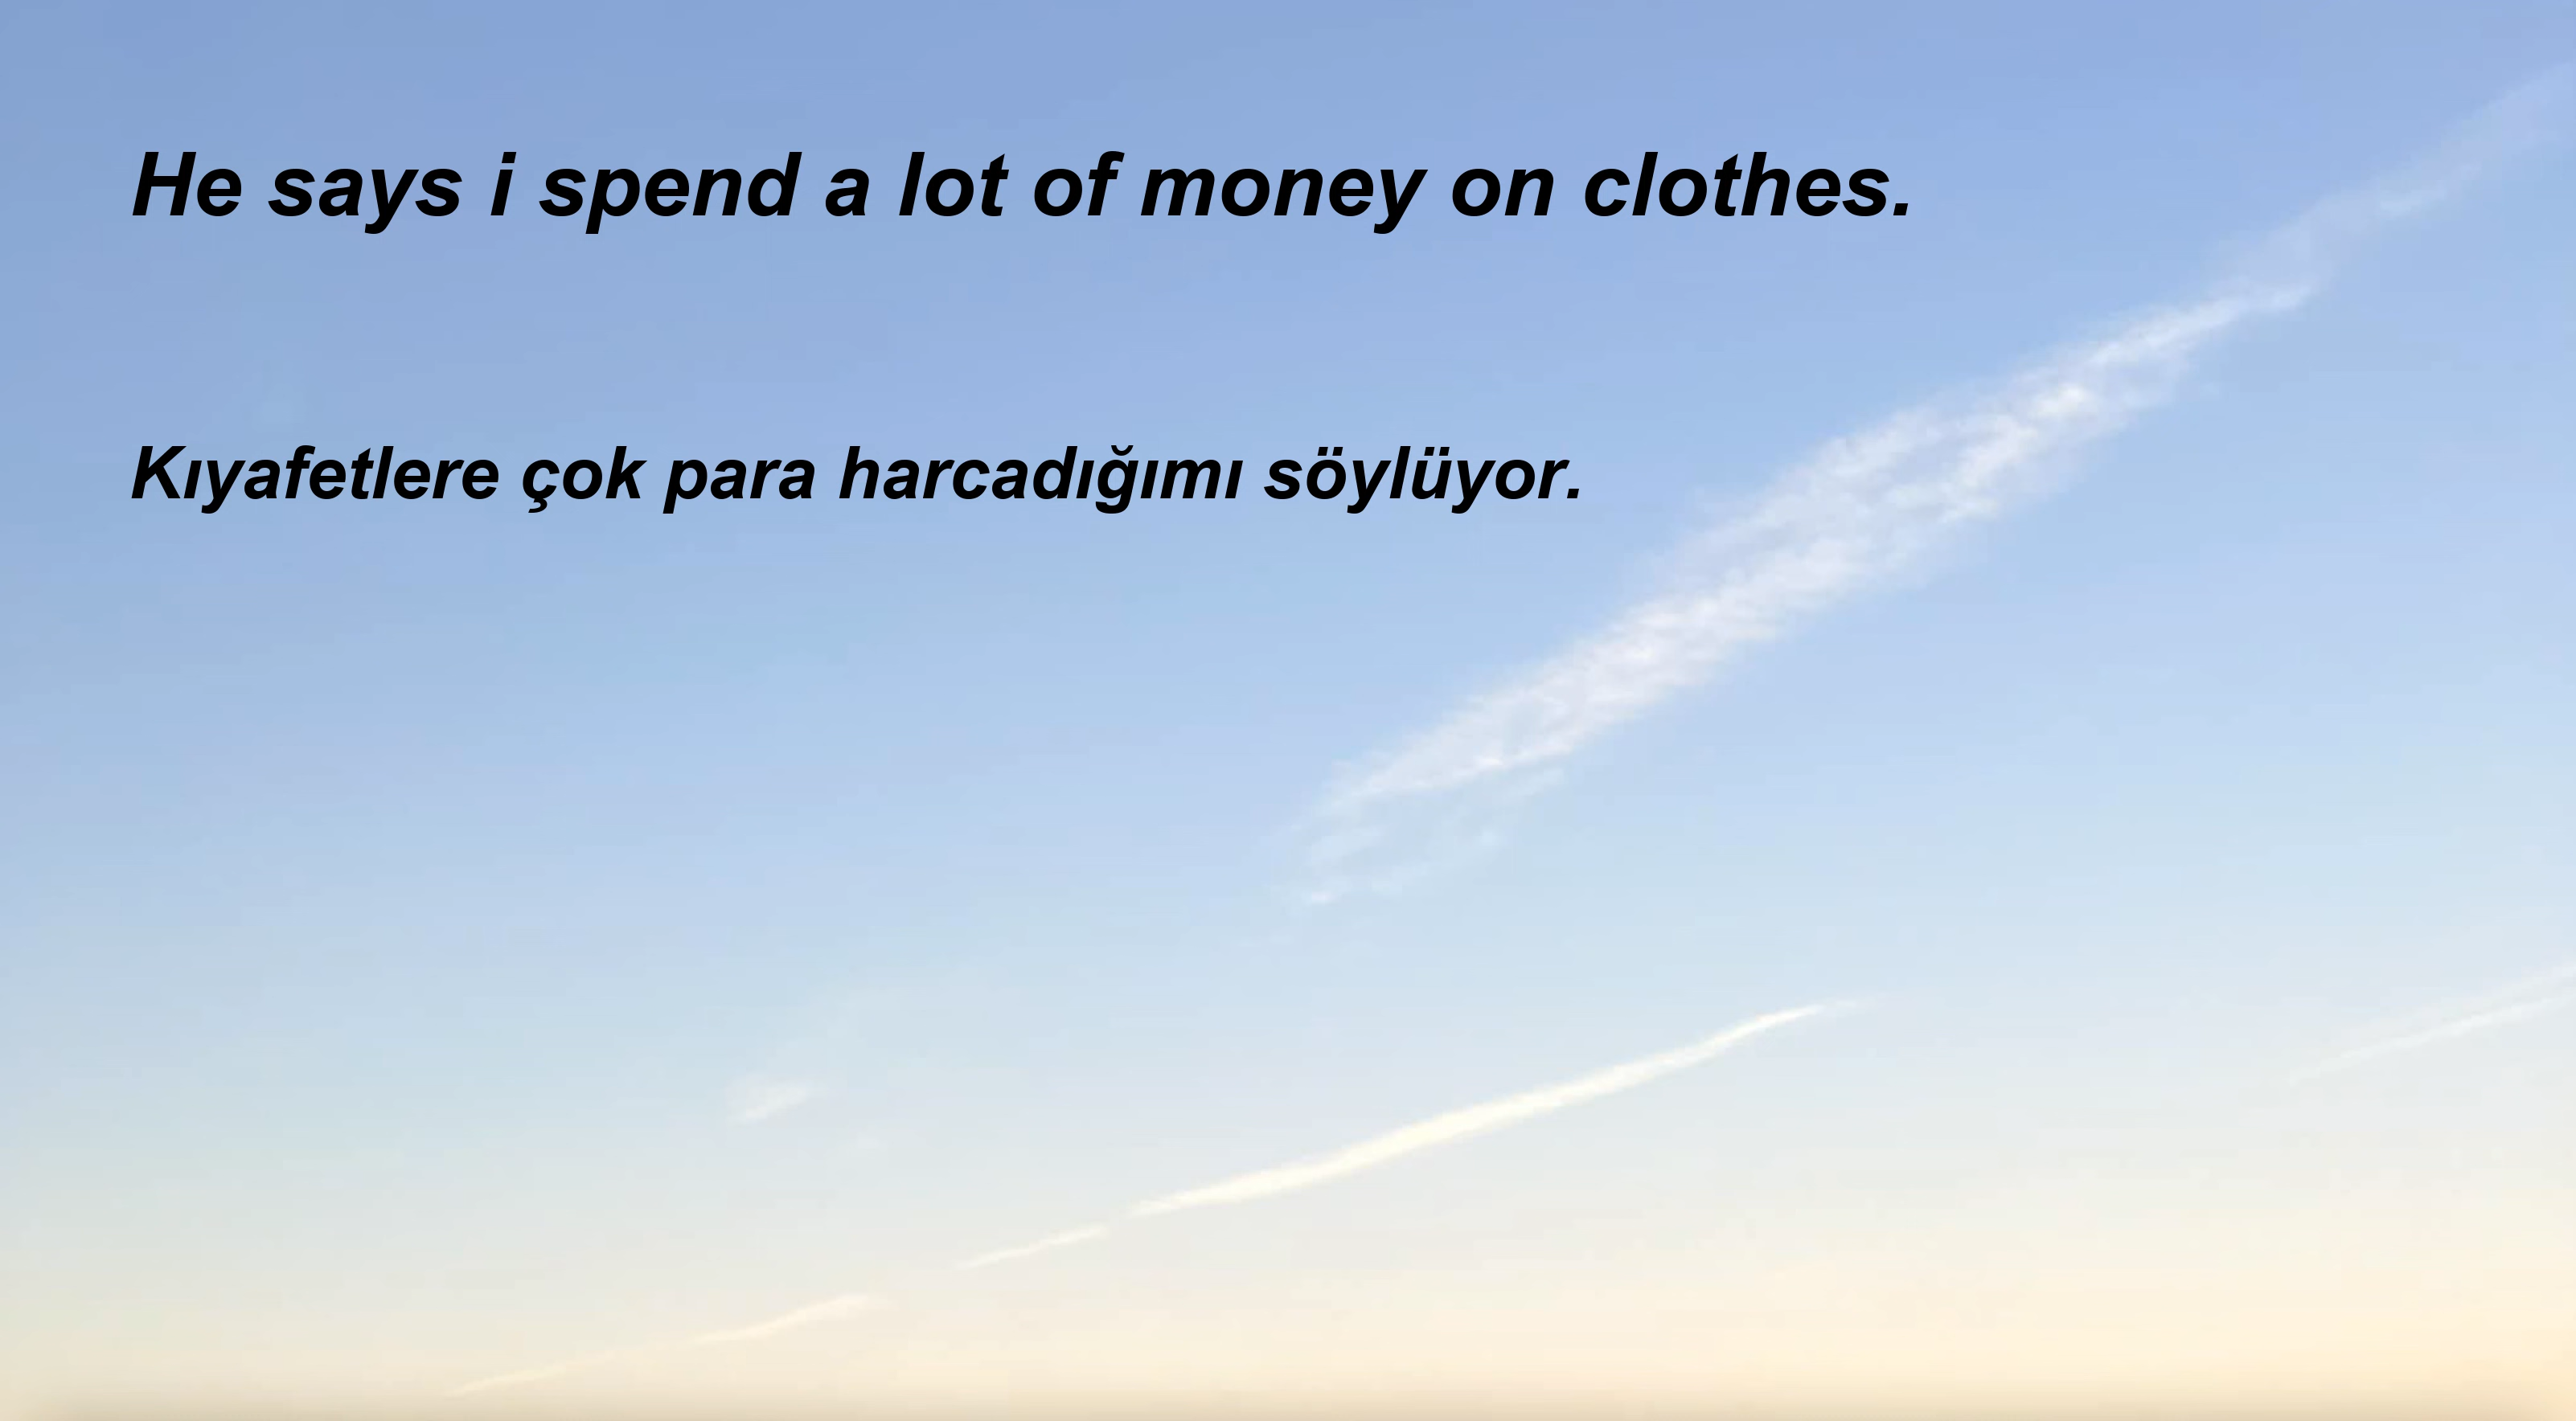 He says i spend a lot of money on clothes.
Kıyafetlere çok para harcadığımı söylüyor.